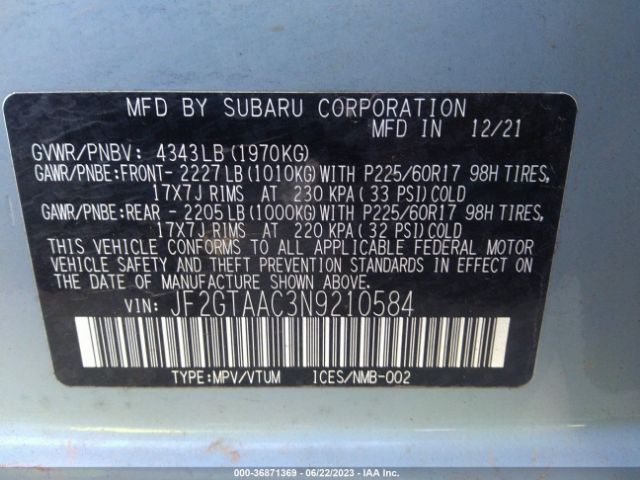 MFD BY SUBARU CORPORATION
MFD IN 12/21
GVWR/PNBV: 4343LB (1970KG)
GAWR/PNBE:FRONT- 2227 LB (1010KG) WITH P225/60R17 98H TIRES,
17X7J RIMS AT 230 KPA (33 PSI) COLD
GAWR/PNBE:REAR - 2205 LB (1000KG) WITH P225/60R17 98H TIRES,
17X7J RIMS AT 220 KPA (32 PSI) COLD
THIS VEHICLE CONFORMS TO ALL APPLICABLE FEDERAL MOTOR
VEHICLE SAFETY AND THEFT PREVENTION STANDARDS IN EFFECT ON
THE DATE OF MANUFACTURE SHOWN ABOVE.
VIN: JF2GTAAC3N9210584
TYPE:MPV/VTUM ICES/NMB-002
000-36871369 | 06/22/2023 - IAA Inc.